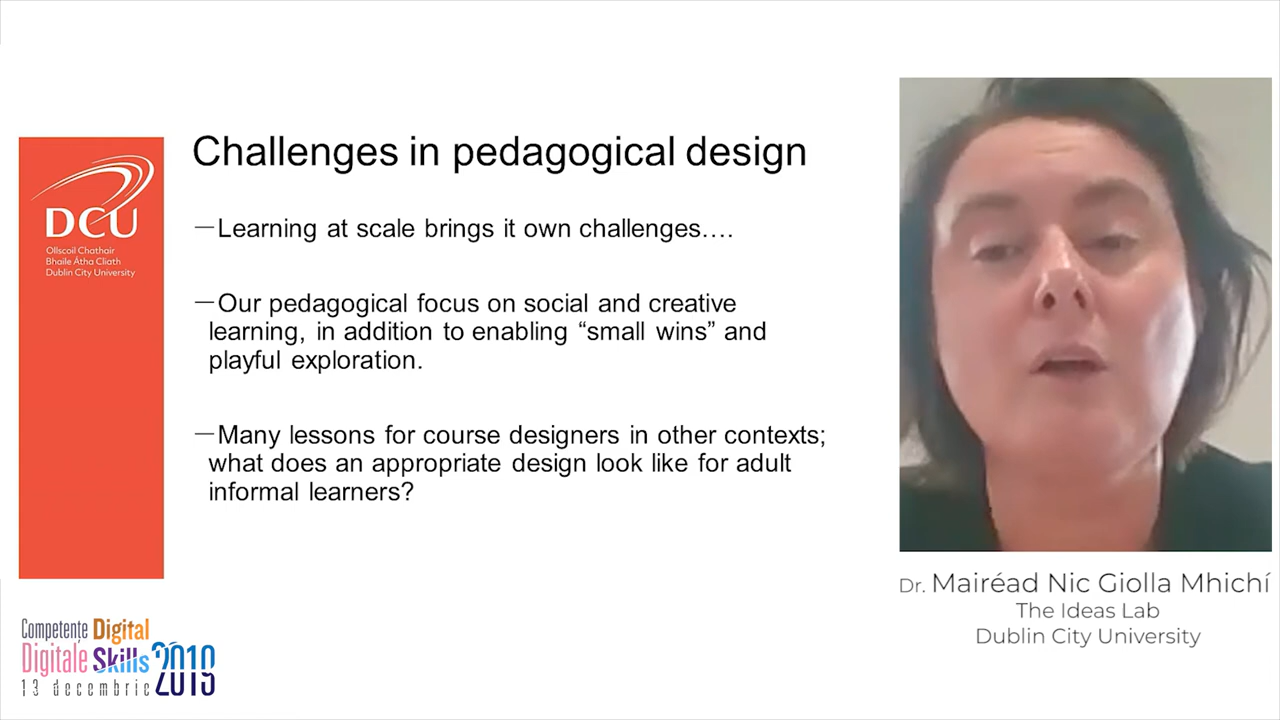 Challenges in pedagogical design
—Learning at scale brings it own challenges….
—Our pedagogical focus on social and creative
learning, in addition to enabling “small wins” and
playful exploration.
—Many lessons for course designers in other contexts;
what does an appropriate design look like for adult
informal learners?
DCU
Ollscoil Chathair
Bhaile Átha Cliath
Dublin City University
Dr. Mairéad Nic Giolla Mhichí
The Ideas Lab
Dublin City University
Competențe Digital
Digitale Skills 2019
13 decembrie